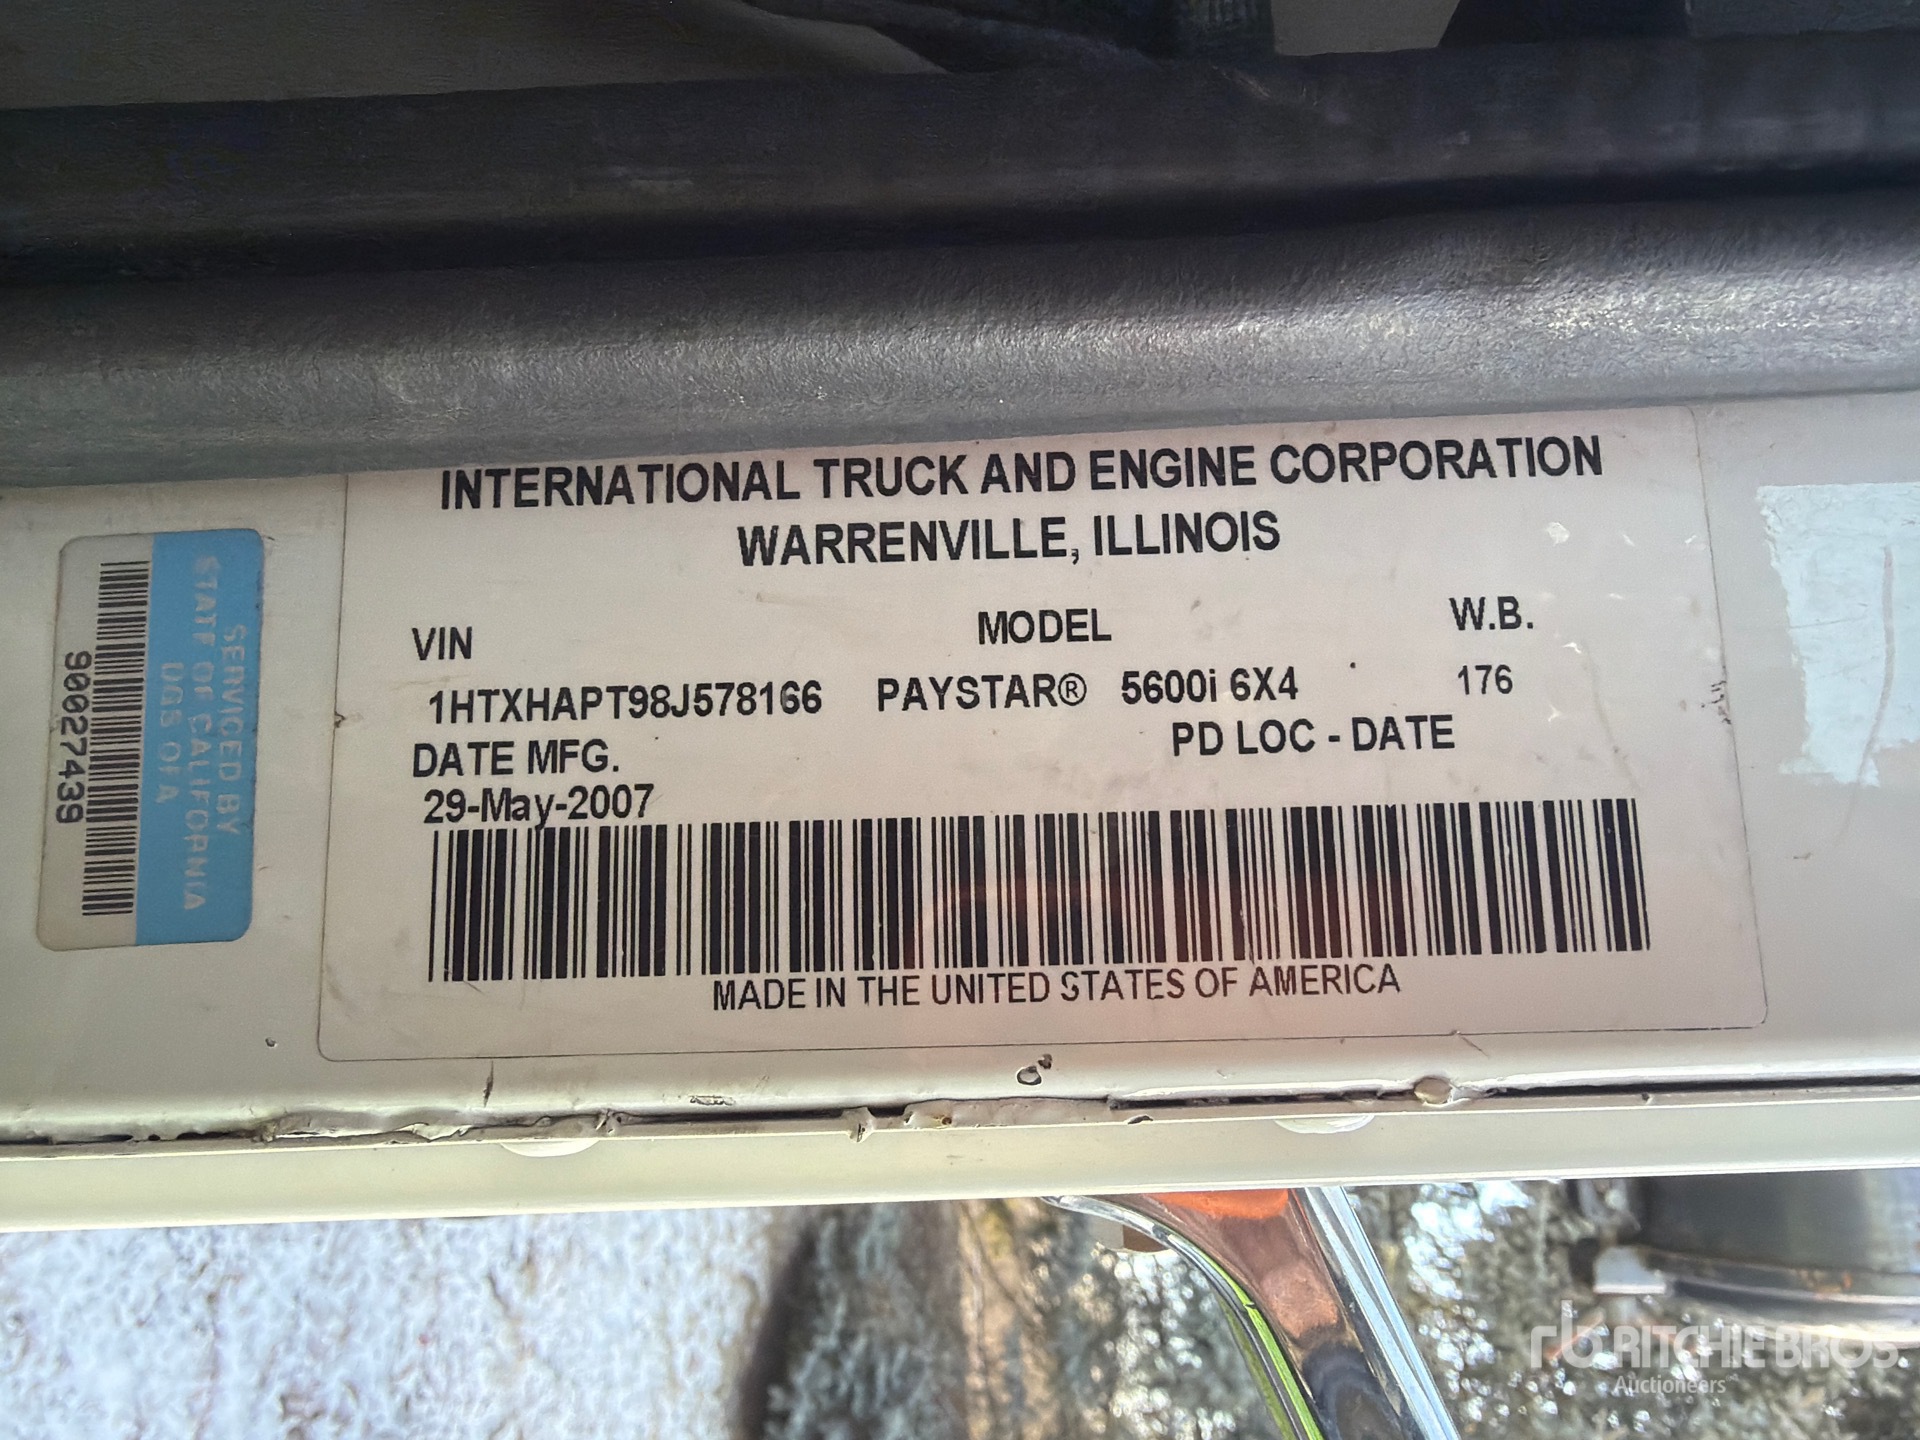 INTERNATIONAL TRUCK AND ENGINE CORPORATION
WARRENVILLE, ILLINOIS
VIN MODEL W.B.
1HTXHAPT98J578166 PAYSTAR® 5600i 6X4 176
DATE MFG. PD LOC - DATE
29-May-2007
MADE IN THE UNITED STATES OF AMERICA
SERVICED BY
STATE OF CALIFORNIA
DGS OFA
90027439
rb RITCHIE BROS
Auctioneers